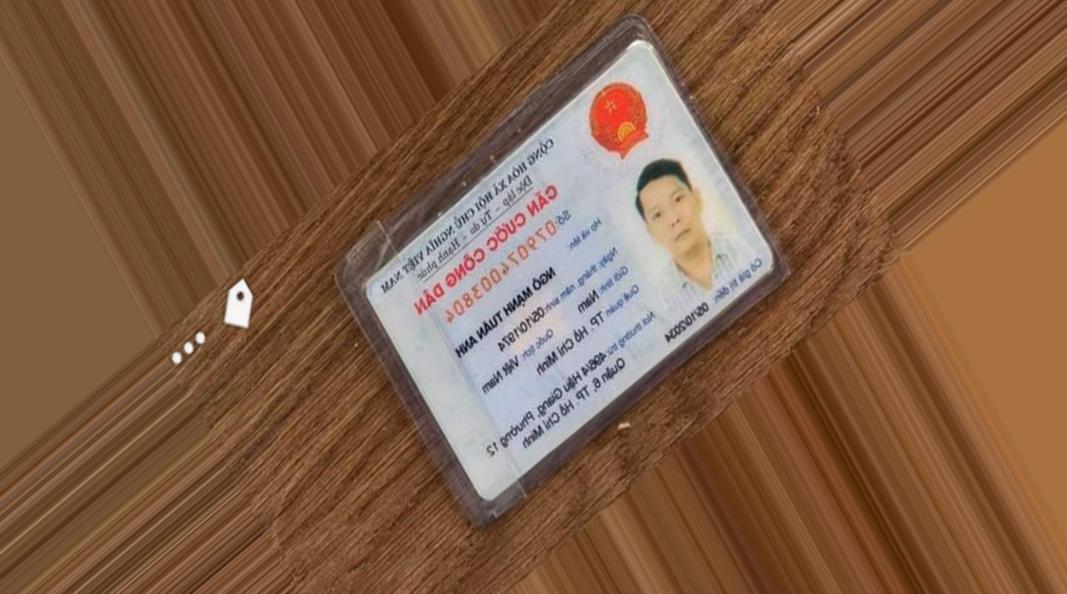 CỘNG HÒA XÃ HỘI CHỦ NGHĨA VIỆT NAM
Độc lập - Tự do - Hạnh phúc
CĂN CƯỚC CÔNG DÂN
Số: 079074003804
Họ và tên:
NGÔ MẠNH TUẤN ANH
Ngày, tháng, năm sinh: 05/10/1974
Giới tính: Nam Quốc tịch: Việt Nam
Quê quán: TP. Hồ Chí Minh
Nơi thường trú: 496/4 Hậu Giang, Phường 12
Quận 6, TP. Hồ Chí Minh
Có giá trị đến: 05/10/2034